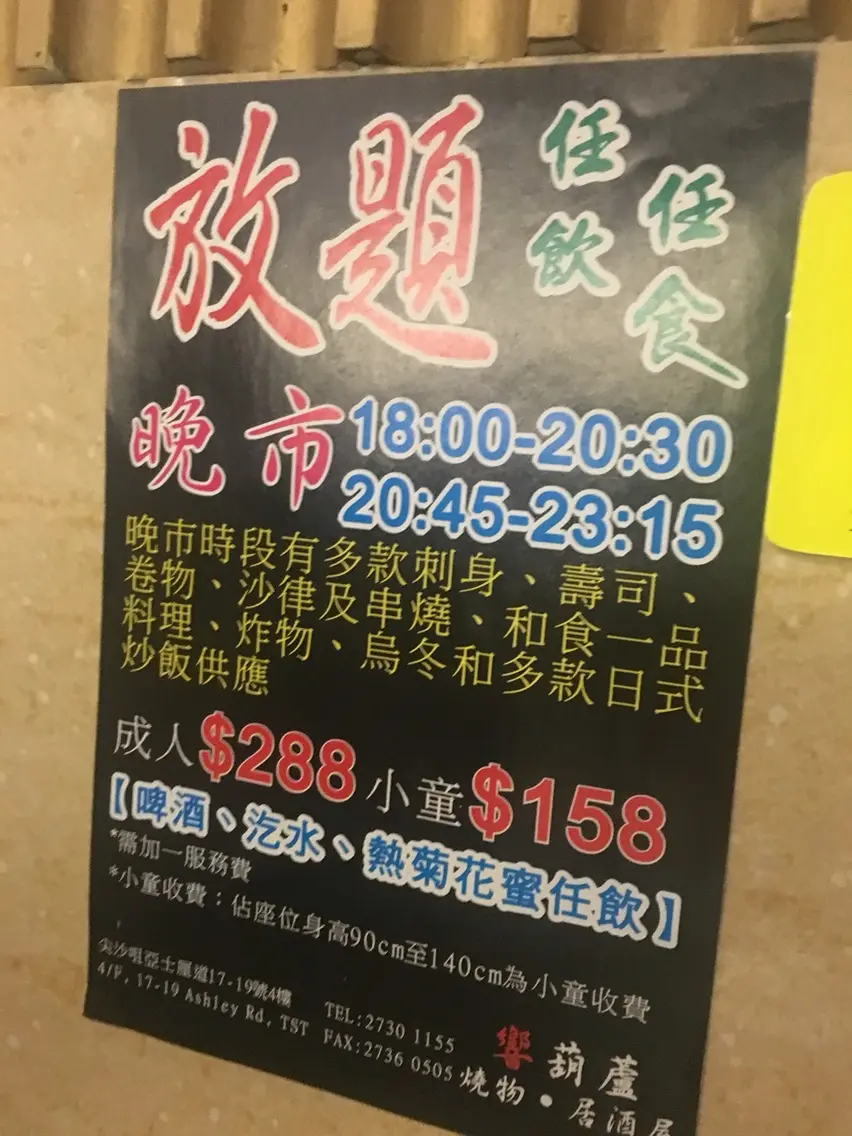 放題
任飲
任食
晚市 18:00-20:30
20:45-23:15
晚市時段有多款刺身、壽司、
卷物、沙律及串燒、和食一品
料理、炸物、烏冬和多款日式
炒飯供應
成人$288 小童$158
【啤酒、汔水、熱菊花蜜任飲】
*需加一服務費
*小童收費：佔座位身高90cm至140cm為小童收費
尖沙咀亞士厘道17-19號4樓
4/F, 17-19 Ashley Rd, TST
TEL:2730 1155
FAX:2736 0505
響葫蘆
燒物•居酒屋